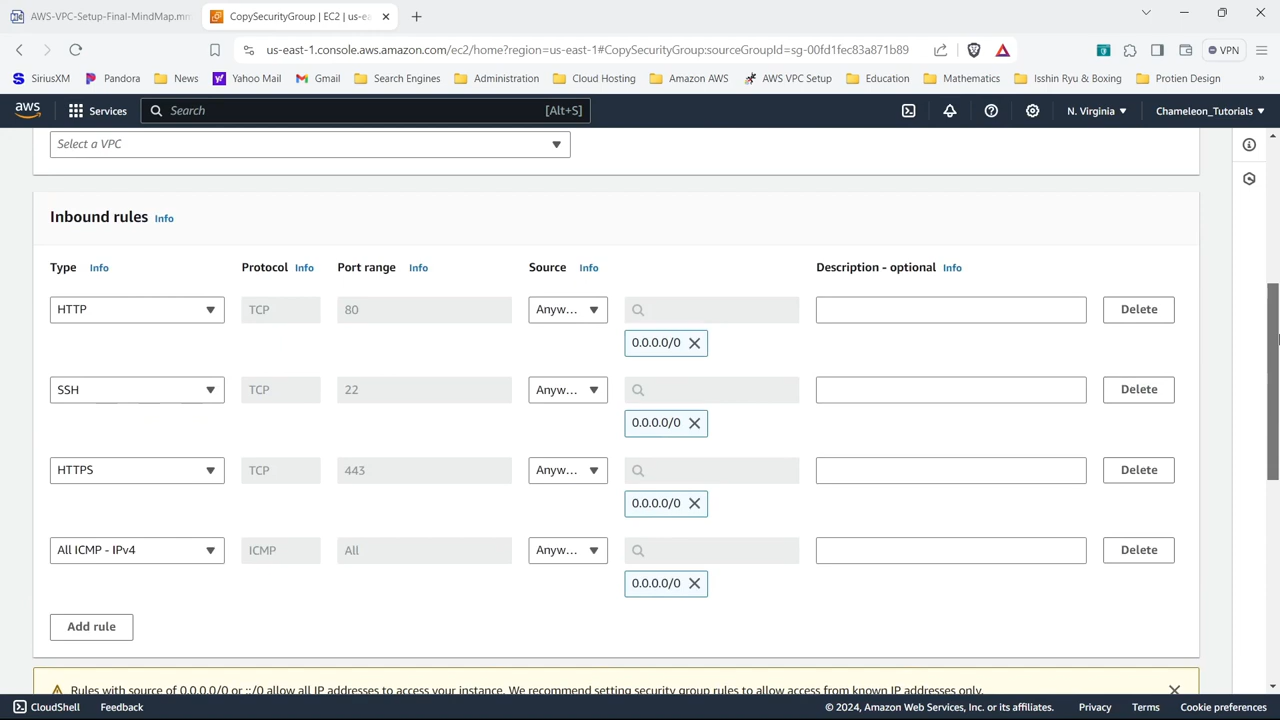 AWS-VPC-Setup-Final-MindMap.mm
CopySecurityGroup | EC2 | us-ea
us-east-1.console.aws.amazon.com/ec2/home?region=us-east-1#CopySecurityGroup:sourceGroupId=sg-00fd1fec83a871b89
VPN
SiriusXM
Pandora
News
Yahoo Mail
Gmail
Search Engines
Administration
Cloud Hosting
Amazon AWS
AWS VPC Setup
Education
Mathematics
Isshin Ryu & Boxing
Protien Design
»
aws
Services
Search
[Alt+S]
N. Virginia
Chameleon_Tutorials
Select a VPC
Inbound rules Info
Type Info Protocol Info Port range Info Source Info Description - optional Info
HTTP TCP 80 Anyw... Delete
0.0.0.0/0
SSH TCP 22 Anyw... Delete
0.0.0.0/0
HTTPS TCP 443 Anyw... Delete
0.0.0.0/0
All ICMP - IPv4 ICMP All Anyw... Delete
0.0.0.0/0
Add rule
Rules with source of 0.0.0.0/0 or ::/0 allow all IP addresses to access your instance. We recommend setting security group rules to allow access from known IP addresses only.
CloudShell Feedback © 2024, Amazon Web Services, Inc. or its affiliates. Privacy Terms Cookie preferences